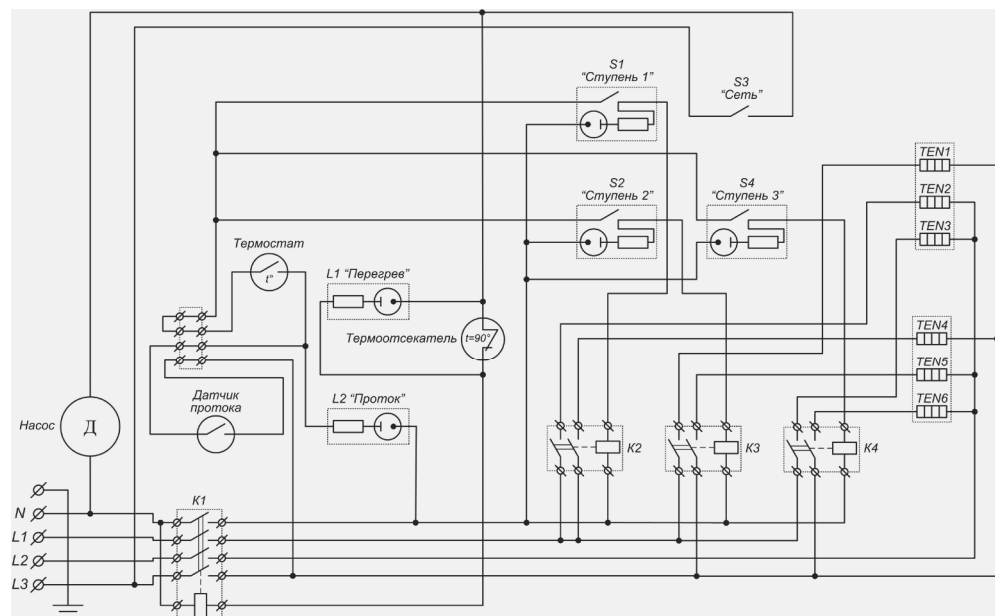 S1
“Ступень 1”
S3
“Сеть”
TEN1
TEN2
TEN3
S2
“Ступень 2”
S4
“Ступень 3”
Термостат
t°
L1 “Перегрев”
Термоотсекатель
t=90°
TEN4
TEN5
TEN6
Датчик
протока
L2 “Проток”
Насос
Д
K2
K3
K4
K1
N
L1
L2
L3